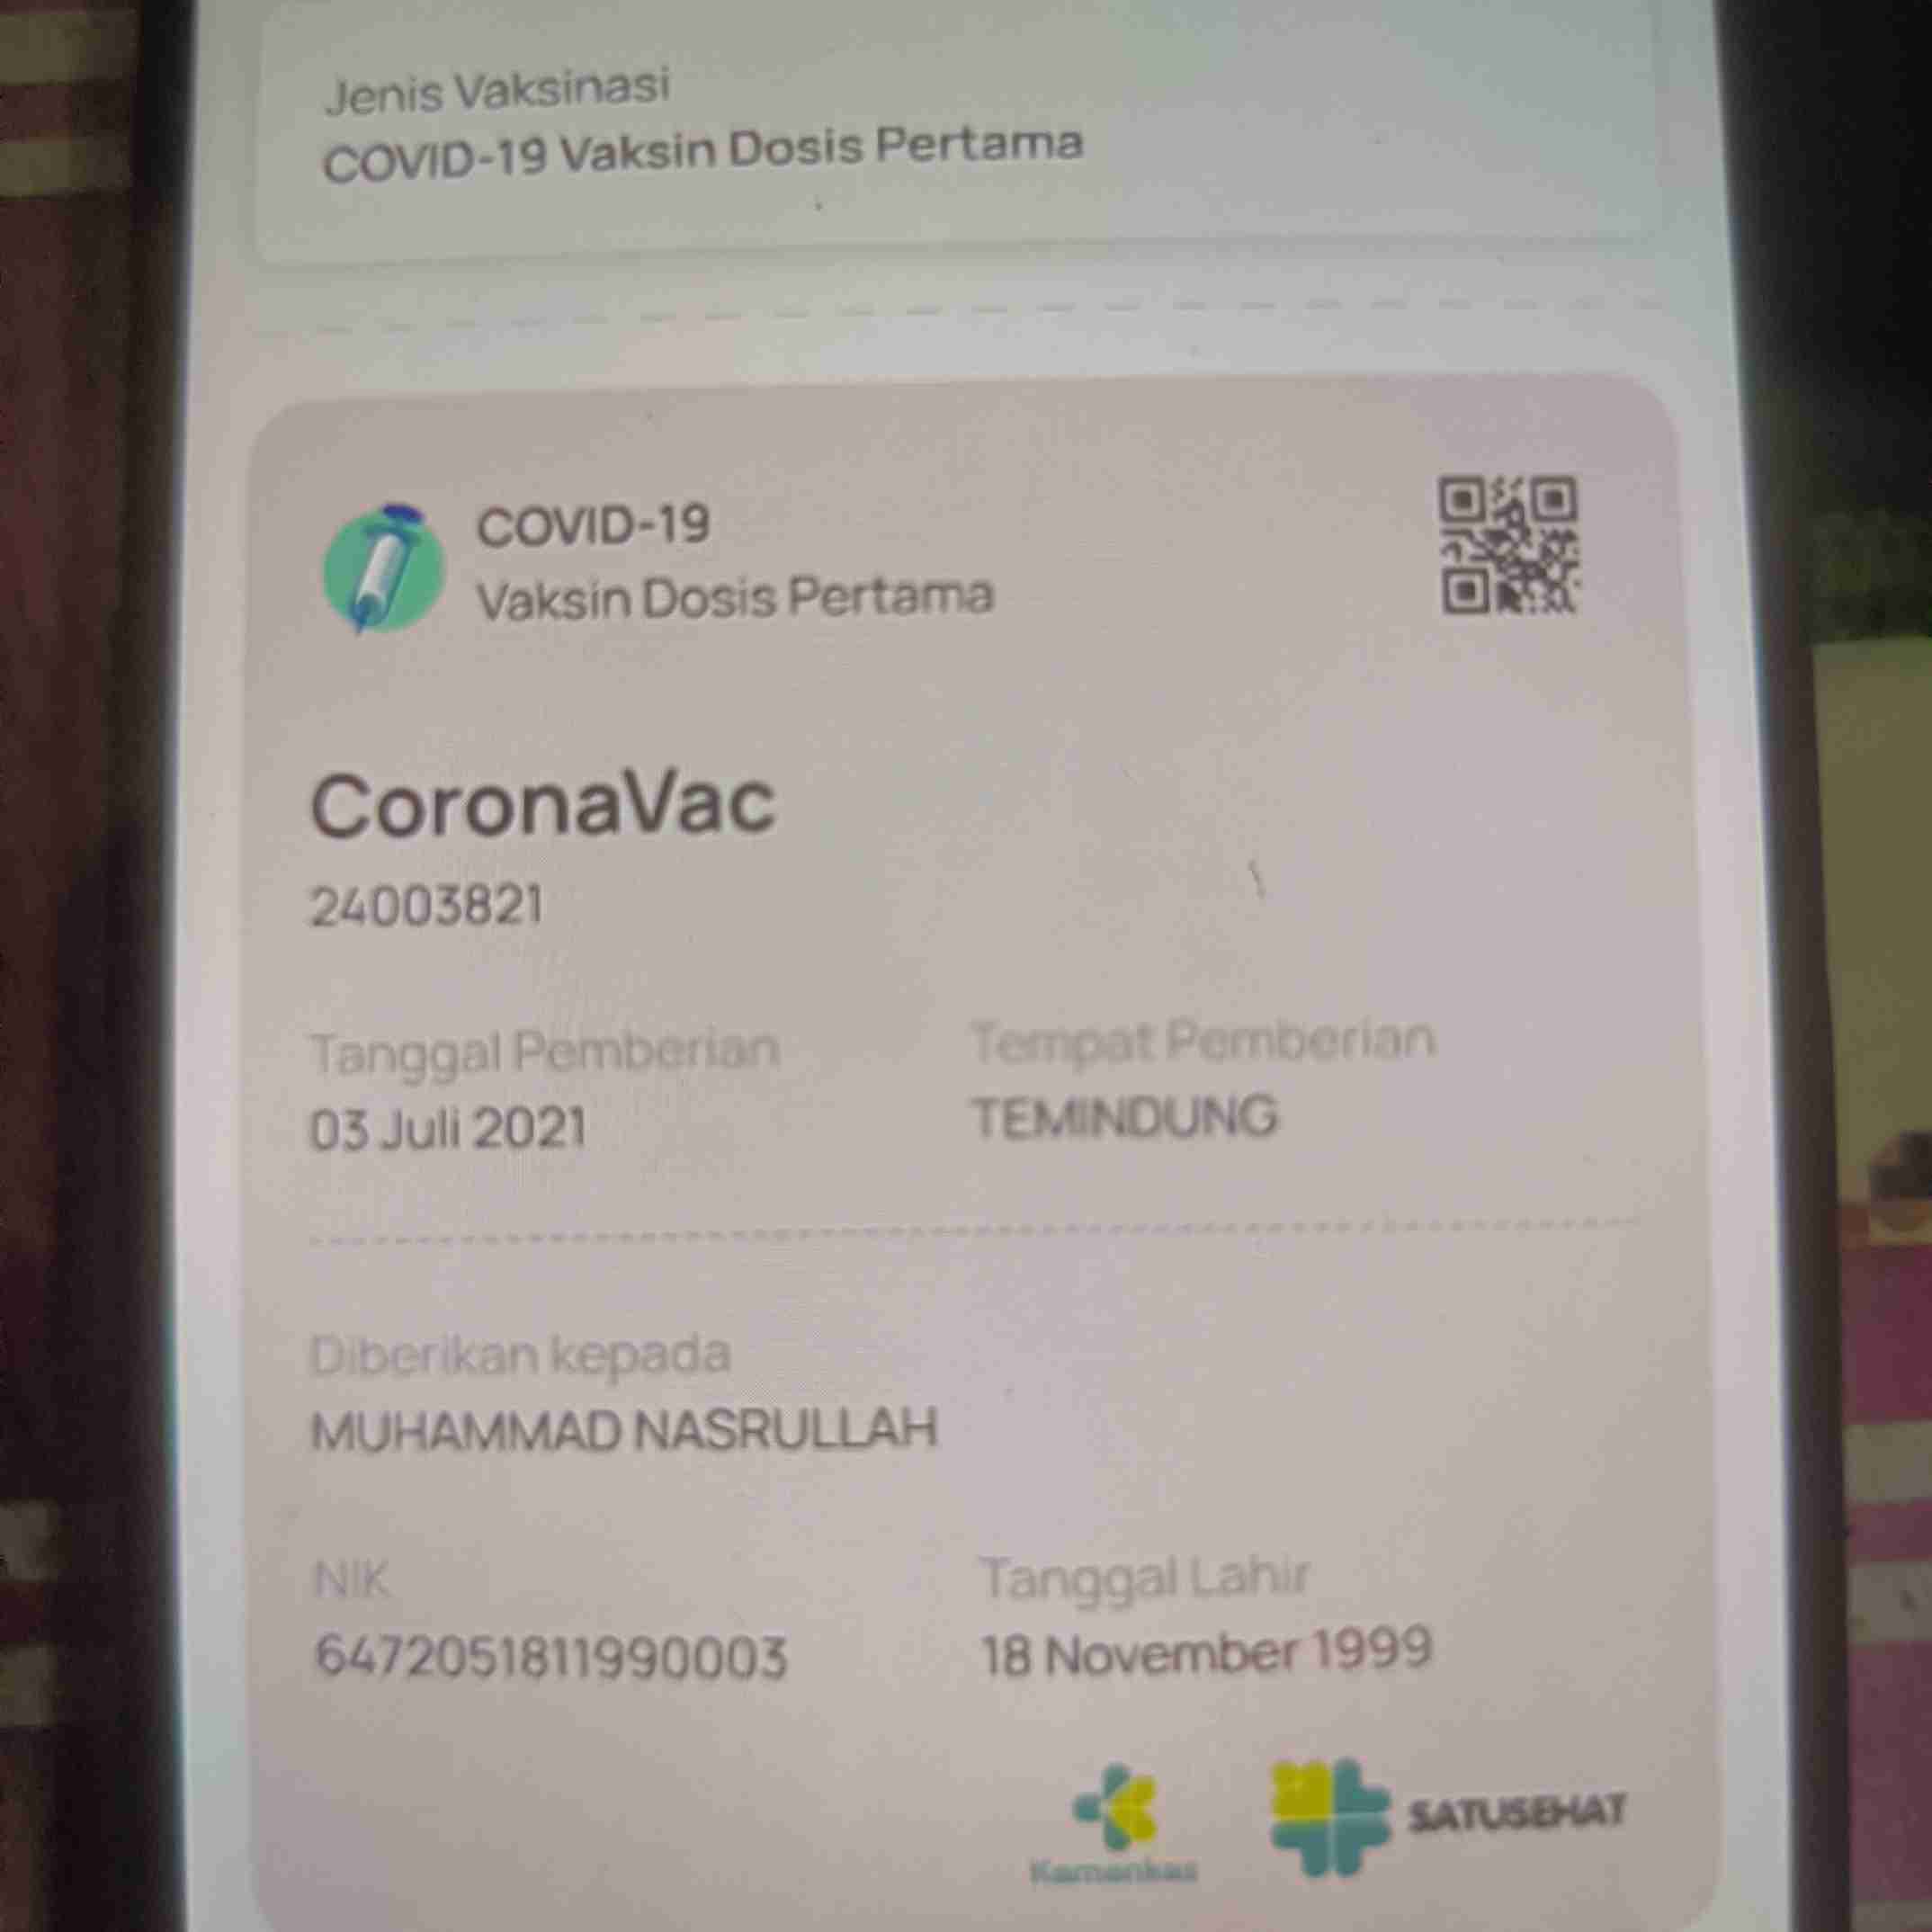 Jenis Vaksinasi
COVID-19 Vaksin Dosis Pertama
COVID-19
Vaksin Dosis Pertama
CoronaVac
24003821
Tanggal Pemberian
03 Juli 2021
Tempat Pemberian
TEMINDUNG
Diberikan kepada
MUHAMMAD NASRULLAH
NIK
6472051811990003
Tanggal Lahir
18 November 1999
Kemenkes
SATUSEHAT